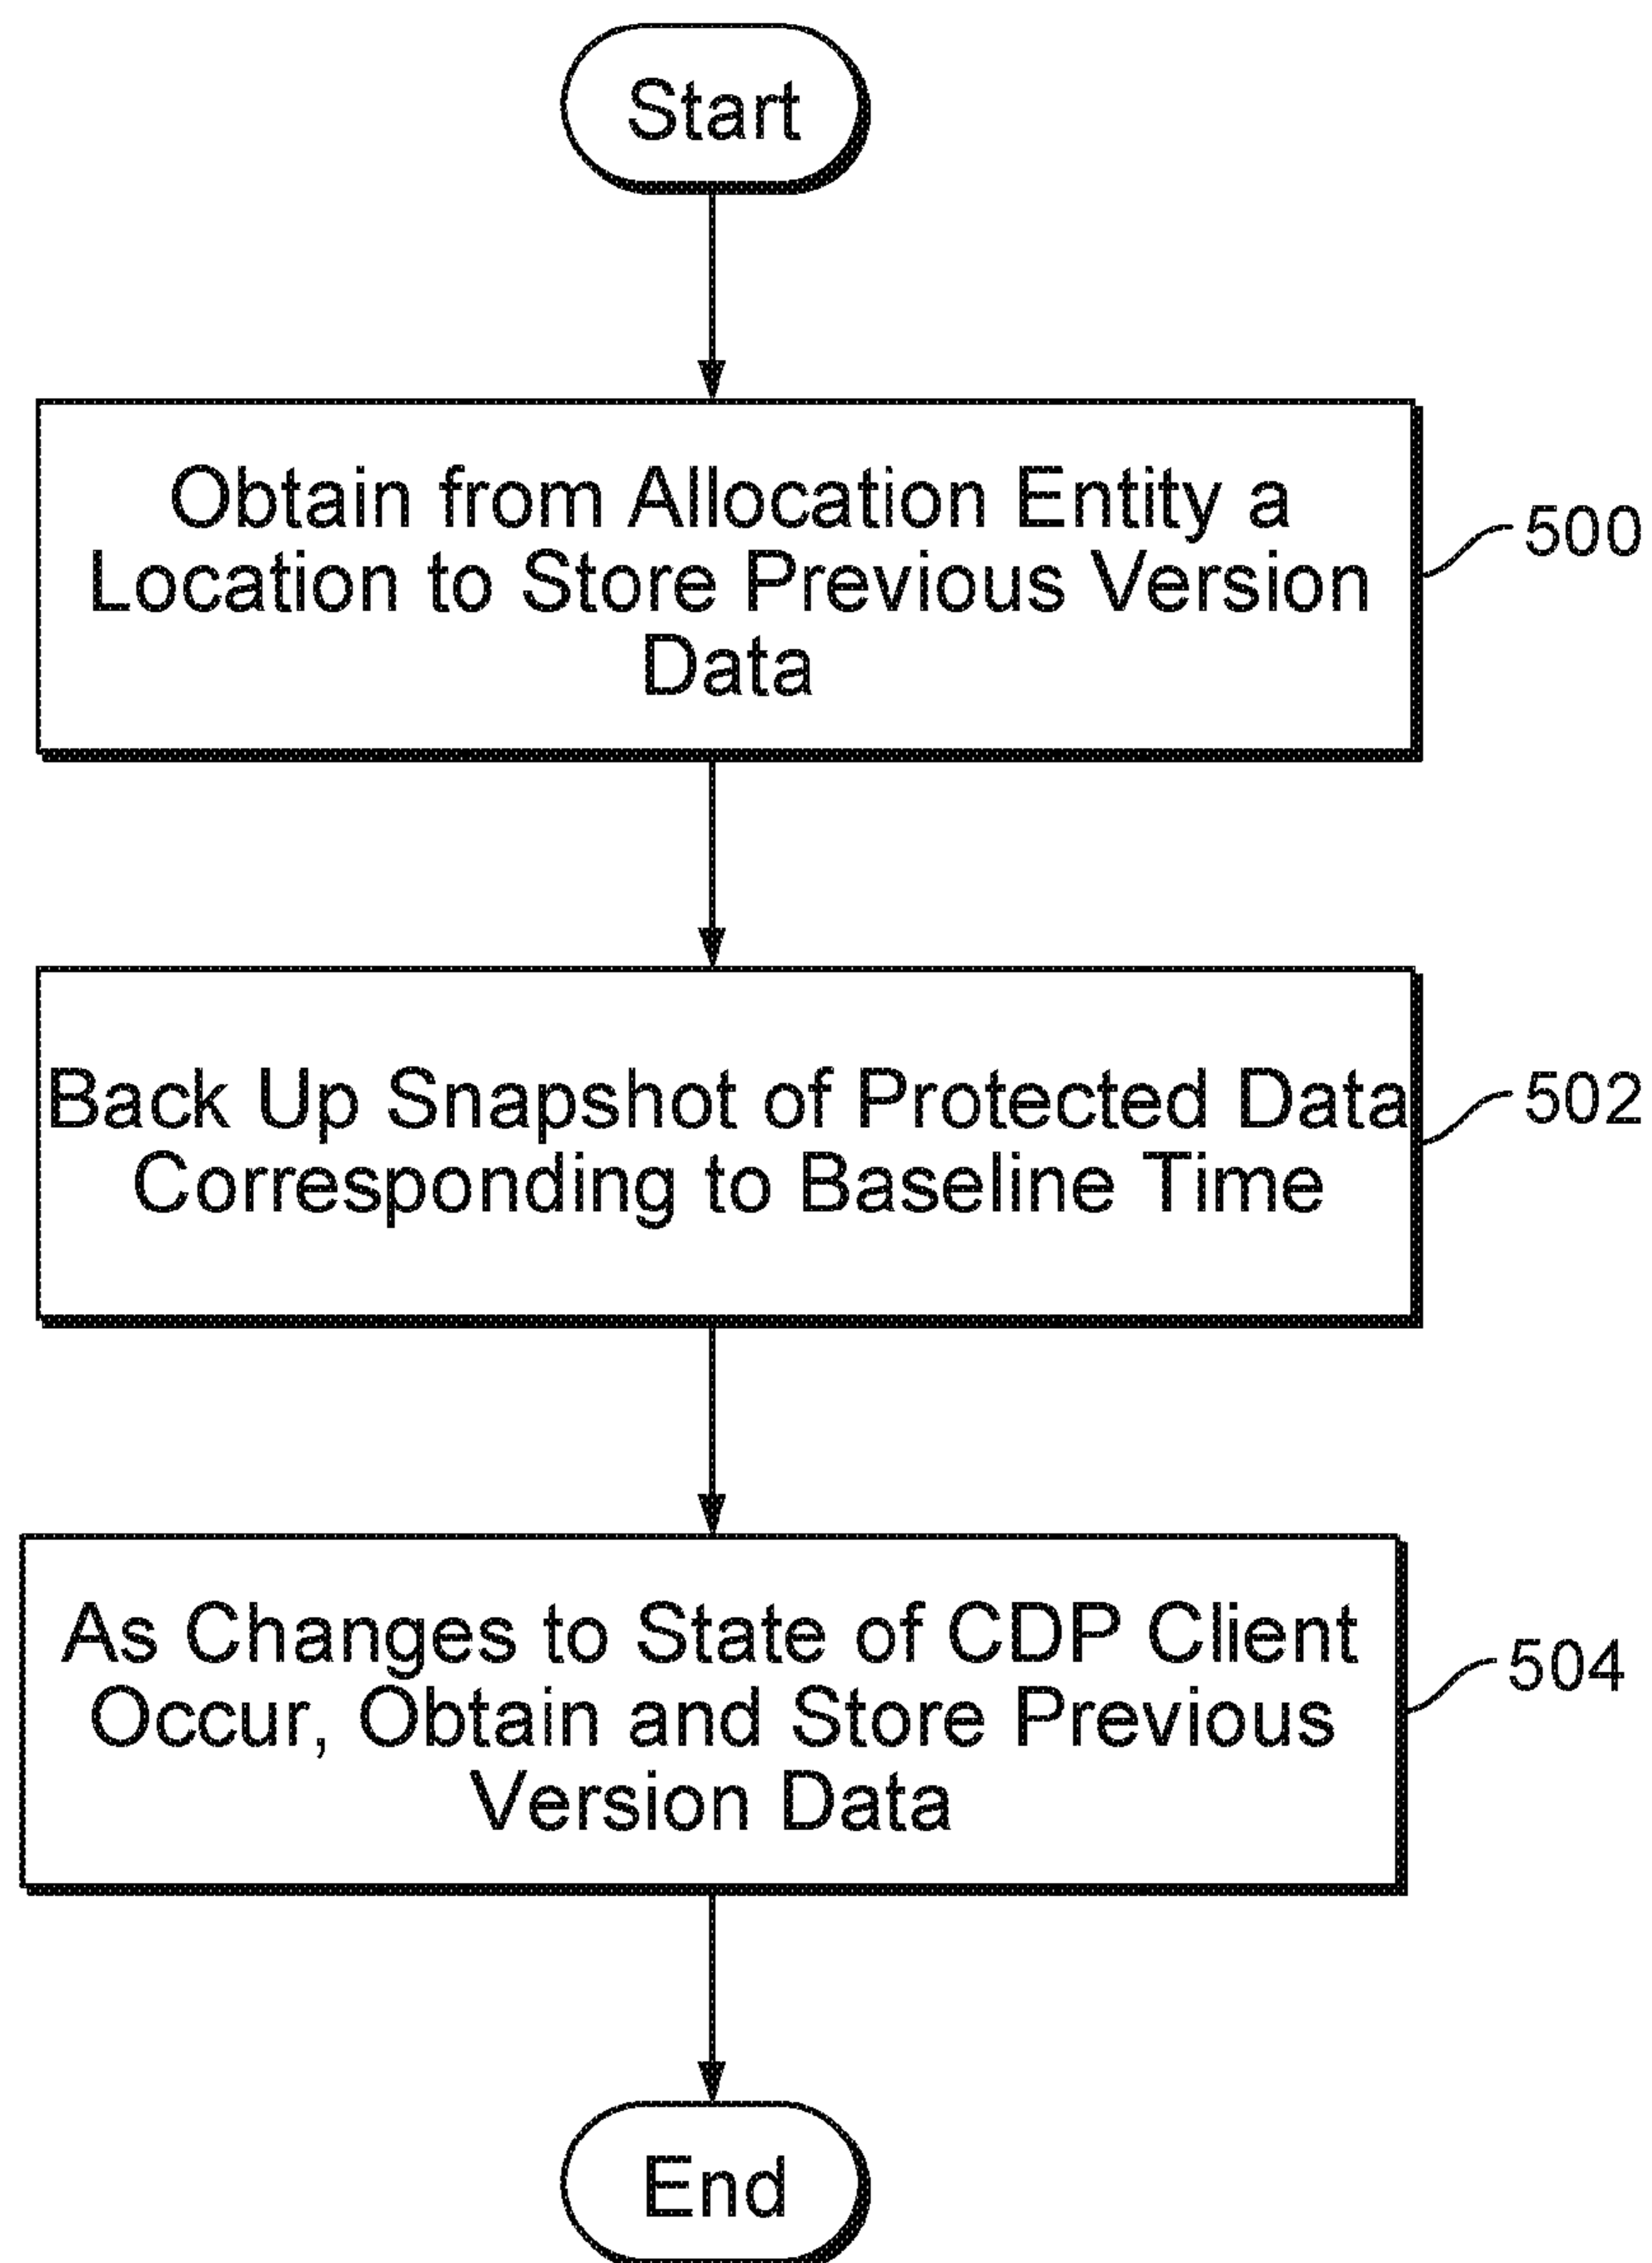 Start
Obtain from Allocation Entity a
Location to Store Previous Version
Data
500
Back Up Snapshot of Protected Data
Corresponding to Baseline Time
502
As Changes to State of CDP Client
Occur, Obtain and Store Previous
Version Data
504
End